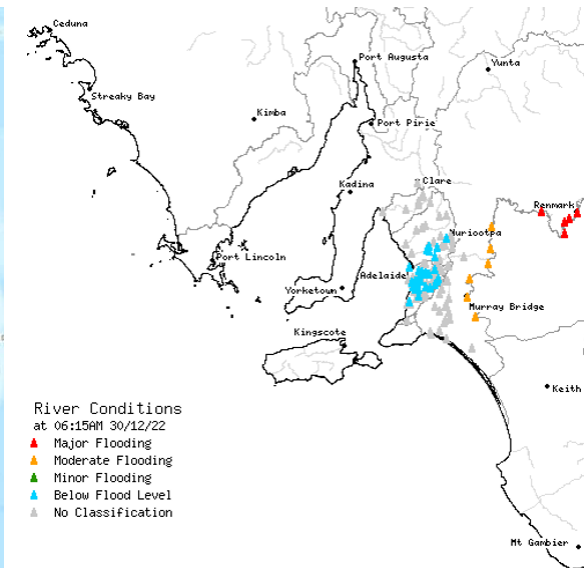 Ceduna
Port Augusta
Yunta
Streaky Bay
Kimba
Port Pirie
Clare
Kadina
Renmark
Nuriootpa
Port Lincoln
Adelaide
Yorketown
Murray Bridge
Kingscote
Keith
River Conditions
at 06:15AM 30/12/22
Major Flooding
Moderate Flooding
Minor Flooding
Below Flood Level
No Classification
Mt Gambier